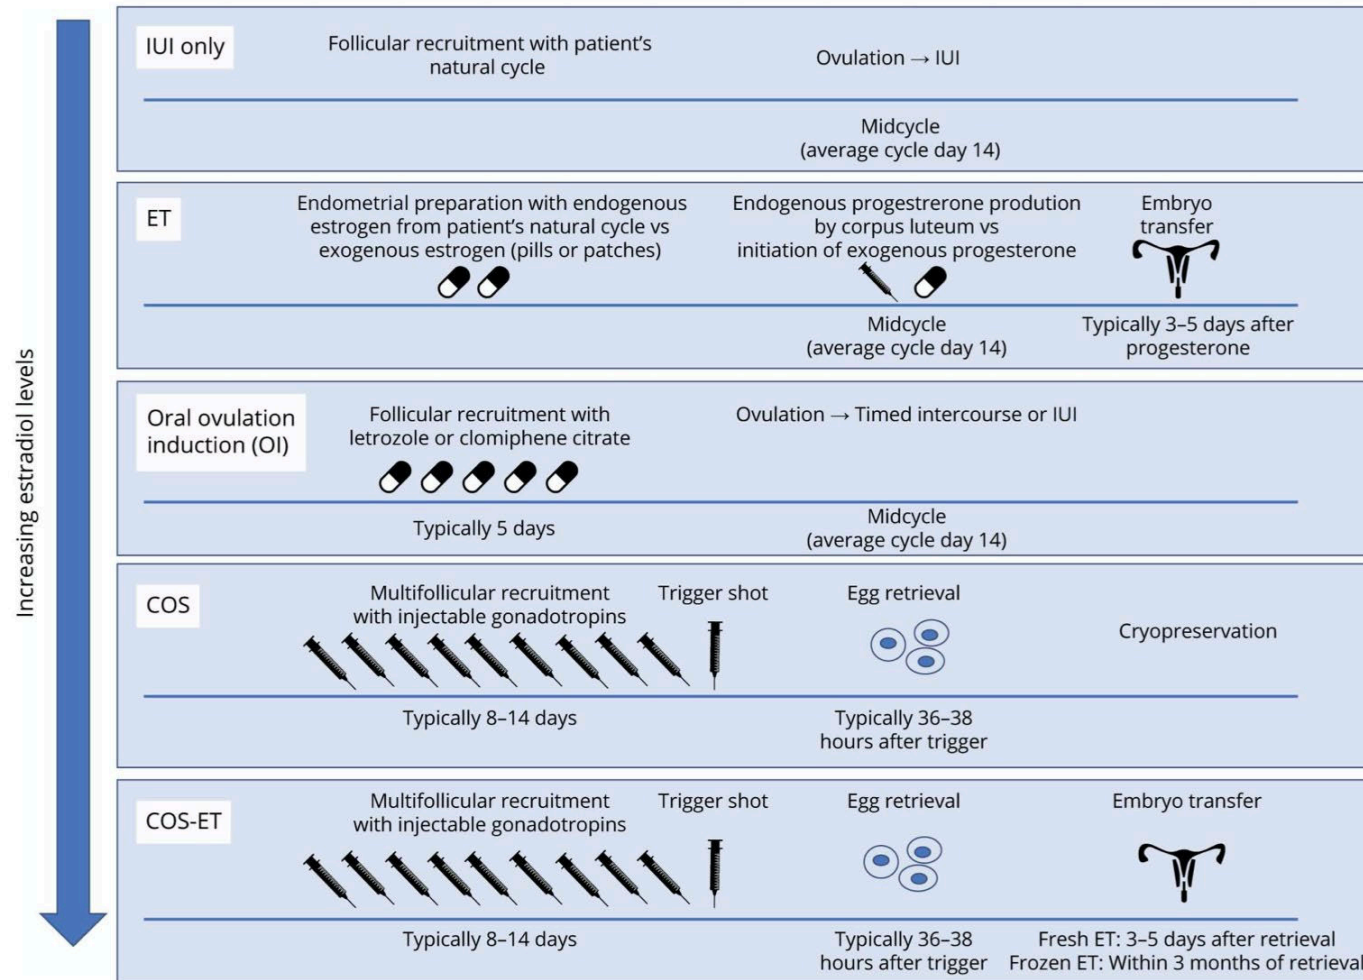 Increasing estradiol levels
IUI only
Follicular recruitment with patient's
natural cycle
Ovulation → IUI
Midcycle
(average cycle day 14)
ET
Endometrial preparation with endogenous
estrogen from patient's natural cycle vs
exogenous estrogen (pills or patches)
Endogenous progestrerone prodution
by corpus luteum vs
initiation of exogenous progesterone
Embryo
transfer
Midcycle
(average cycle day 14)
Typically 3–5 days after
progesterone
Oral ovulation
induction (OI)
Follicular recruitment with
letrozole or clomiphene citrate
Ovulation → Timed intercourse or IUI
Typically 5 days
Midcycle
(average cycle day 14)
COS
Multifollicular recruitment
with injectable gonadotropins
Trigger shot
Egg retrieval
Cryopreservation
Typically 8–14 days
Typically 36–38
hours after trigger
COS-ET
Multifollicular recruitment
with injectable gonadotropins
Trigger shot
Egg retrieval
Embryo transfer
Typically 8–14 days
Typically 36–38
hours after trigger
Fresh ET: 3–5 days after retrieval
Frozen ET: Within 3 months of retrieval